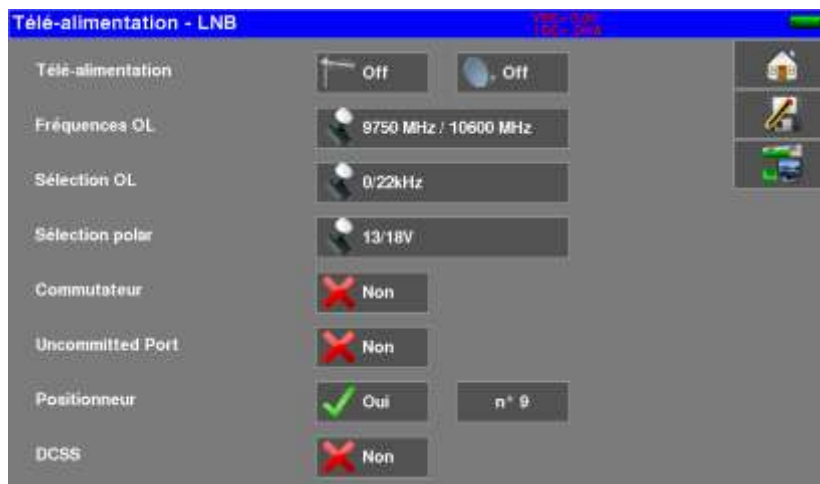 Télé-alimentation - LNB
Télé-alimentation Off Off
Fréquences OL 9750 MHz / 10600 MHz
Sélection OL 0/22kHz
Sélection polar 13/18V
Commutateur Non
Uncommitted Port Non
Positionneur Oui n° 9
DCSS Non